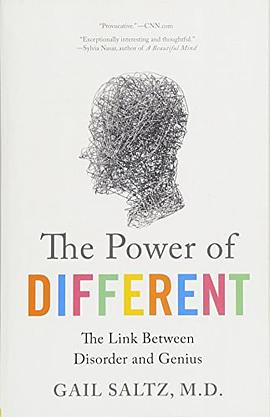 "Provocative." —CNN.com
"Exceptionally interesting and thoughtful."
—Sylvia Nasar, author of A Beautiful Mind
The Power of
DIFFERENT
The Link Between
Disorder and Genius
GAIL SALTZ, M.D.